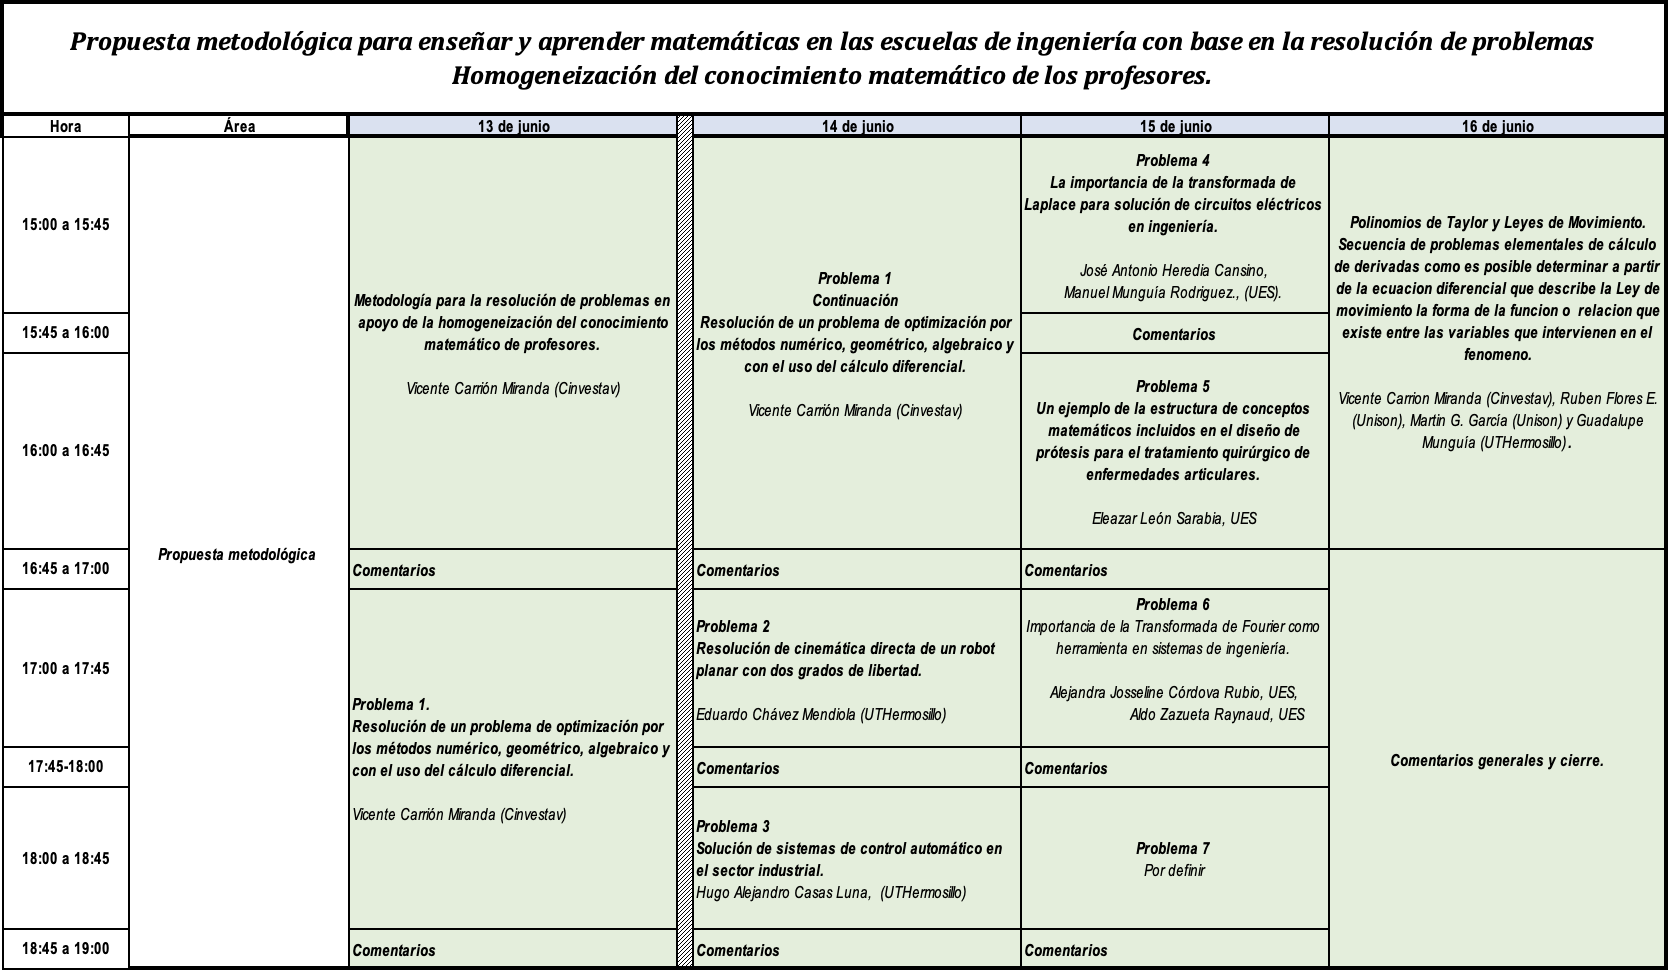 Propuesta metodológica para enseñar y aprender matemáticas en las escuelas de ingeniería con base en la resolución de problemas
Homogeneización del conocimiento matemático de los profesores.
Hora
Área
13 de junio
14 de junio
15 de junio
16 de junio
15:00 a 15:45
15:45 a 16:00
16:00 a 16:45
16:45 a 17:00
17:00 a 17:45
17:45-18:00
18:00 a 18:45
18:45 a 19:00
Propuesta metodológica
Metodología para la resolución de problemas en
apoyo de la homogeneización del conocimiento
matemático de profesores.
Vicente Carrión Miranda (Cinvestav)
Comentarios
Problema 1.
Resolución de un problema de optimización por
los métodos numérico, geométrico, algebraico y
con el uso del cálculo diferencial.
Vicente Carrión Miranda (Cinvestav)
Comentarios
Problema 1
Continuación
Resolución de un problema de optimización por
los métodos numérico, geométrico, algebraico y
con el uso del cálculo diferencial.
Vicente Carrión Miranda (Cinvestav)
Comentarios
Problema 2
Resolución de cinemática directa de un robot
planar con dos grados de libertad.
Eduardo Chávez Mendiola (UTHermosillo)
Comentarios
Problema 3
Solución de sistemas de control automático en
el sector industrial.
Hugo Alejandro Casas Luna, (UTHermosillo)
Comentarios
Problema 4
La importancia de la transformada de
Laplace para solución de circuitos eléctricos
en ingeniería.
José Antonio Heredia Cansino,
Manuel Munguía Rodriguez., (UES).
Comentarios
Problema 5
Un ejemplo de la estructura de conceptos
matemáticos incluidos en el diseño de
prótesis para el tratamiento quirúrgico de
enfermedades articulares.
Eleazar León Sarabia, UES
Comentarios
Problema 6
Importancia de la Transformada de Fourier como
herramienta en sistemas de ingeniería.
Alejandra Josseline Córdova Rubio, UES,
Aldo Zazueta Raynaud, UES
Comentarios
Problema 7
Por definir
Comentarios
Polinomios de Taylor y Leyes de Movimiento.
Secuencia de problemas elementales de cálculo
de derivadas como es posible determinar a partir
de la ecuacion diferencial que describe la Ley de
movimiento la forma de la funcion o relacion que
existe entre las variables que intervienen en el
fenomeno.
Vicente Carrion Miranda (Cinvestav), Ruben Flores E.
(Unison), Martin G. García (Unison) y Guadalupe
Munguía (UTHermosillo).
Comentarios generales y cierre.